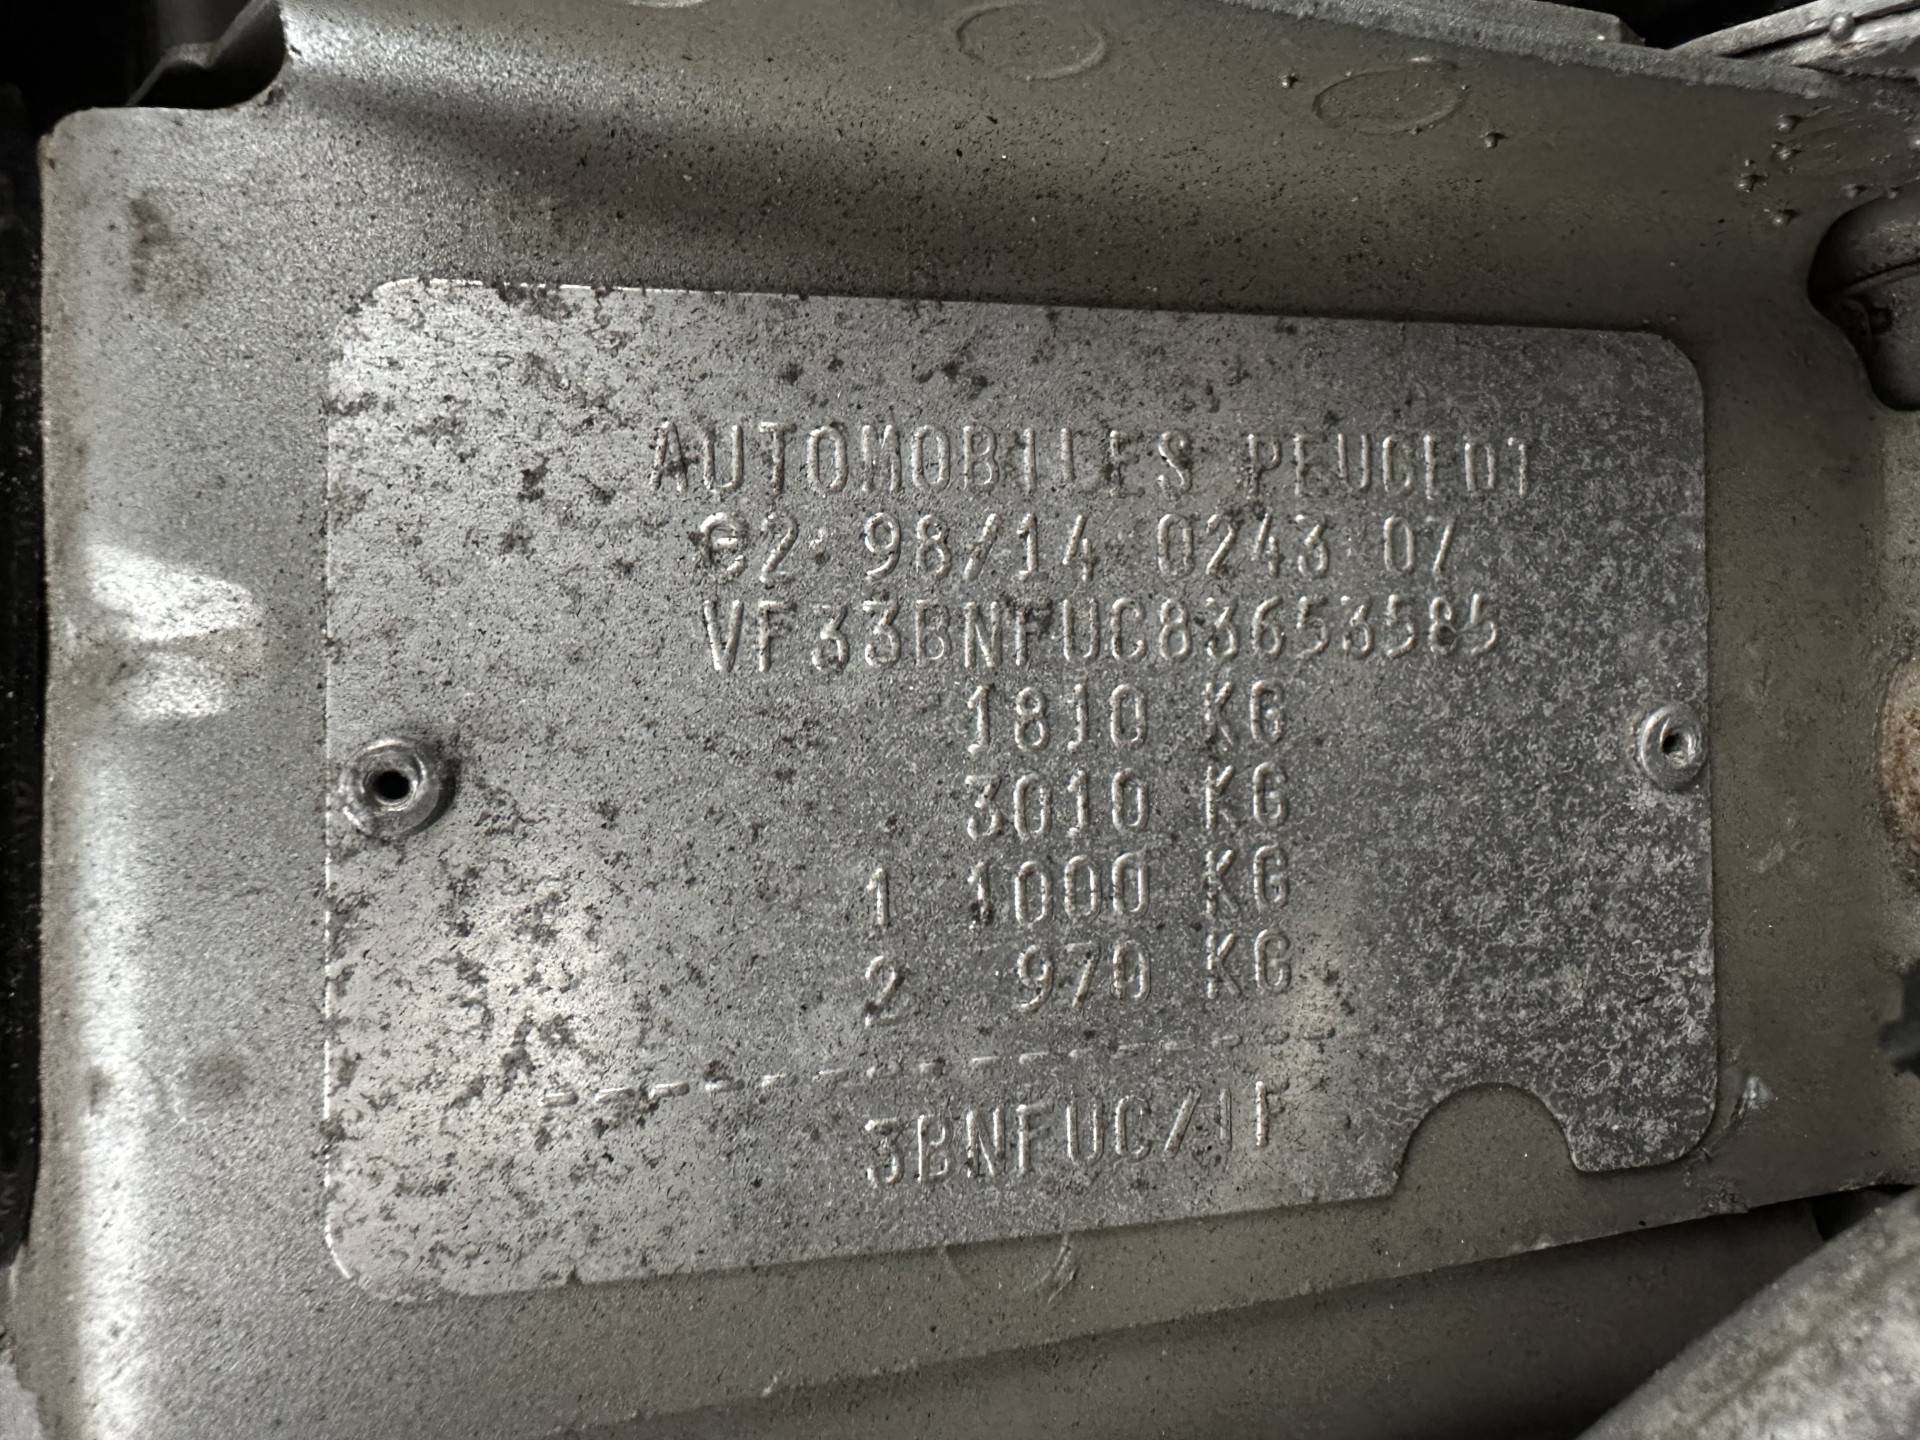 AUTOMOBILES PEUGEOT
e2*98/14*0243*07
VF33BNFUC83653585
1810 KG
3010 KG
1 1000 KG
2 970 KG
---------------
3BNFUC/IF